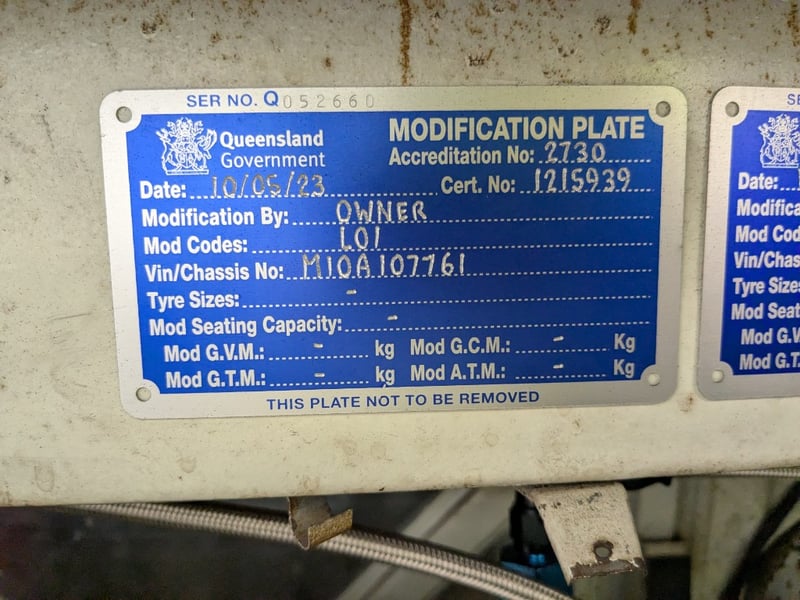 SER NO. Q052660
Queensland
Government
MODIFICATION PLATE
Accreditation No: 2730
Date: 10/05/23 Cert. No: 1215939
Modification By: OWNER
Mod Codes: LO1
Vin/Chassis No: M10A107761
Tyre Sizes: -
Mod Seating Capacity: -
Mod G.V.M.: - kg Mod G.C.M.: - Kg
Mod G.T.M.: - kg Mod A.T.M.: - Kg
THIS PLATE NOT TO BE REMOVED
SE
Date:
Modifica
Mod Cod
Vin/Chas
Tyre Size
Mod Seat
Mod G.V
Mod G.T